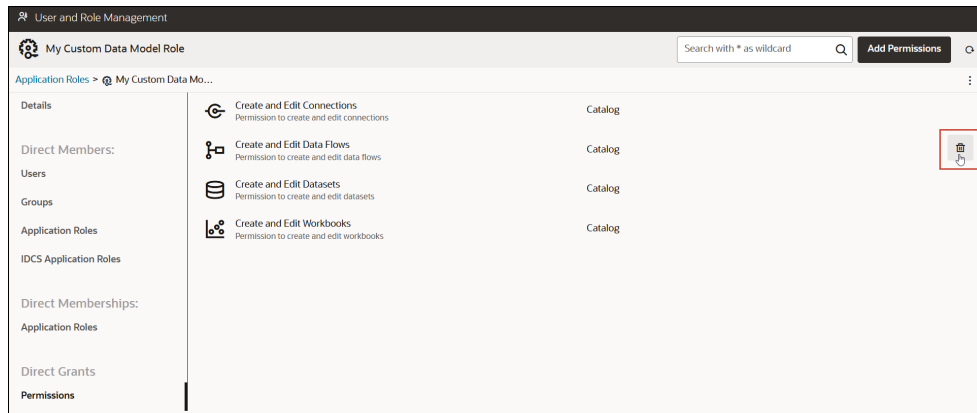 User and Role Management
My Custom Data Model Role
Search with * as wildcard
Add Permissions
Application Roles > My Custom Data Mo...
Details
Direct Members:
Users
Groups
Application Roles
IDCS Application Roles
Direct Memberships:
Application Roles
Direct Grants
Permissions
Create and Edit Connections
Permission to create and edit connections
Catalog
Create and Edit Data Flows
Permission to create and edit data flows
Catalog
Create and Edit Datasets
Permission to create and edit datasets
Catalog
Create and Edit Workbooks
Permission to create and edit workbooks
Catalog